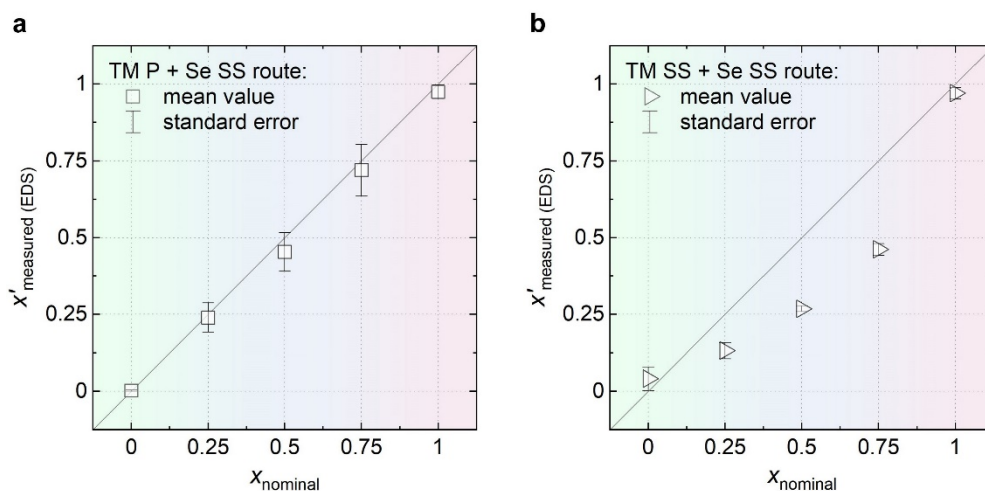 a
TM P + Se SS route:
mean value
standard error
1
0.75
0.5
0.25
0
0
0.25
0.5
0.75
1
x′measured (EDS)
xnominal
b
TM SS + Se SS route:
mean value
standard error
1
0.75
0.5
0.25
0
0
0.25
0.5
0.75
1
x′measured (EDS)
xnominal